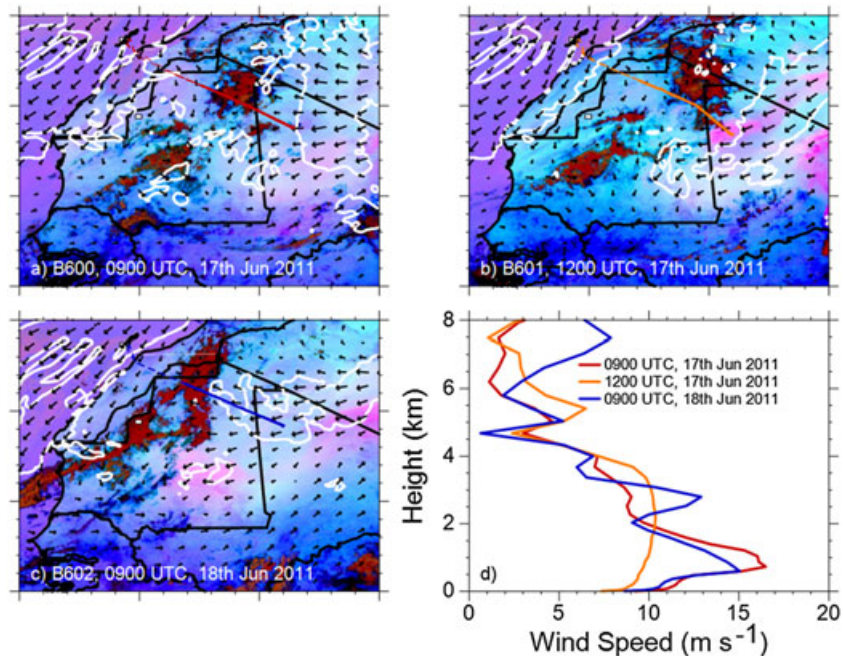 a) B600, 0900 UTC, 17th Jun 2011
b) B601, 1200 UTC, 17th Jun 2011
c) B602, 0900 UTC, 18th Jun 2011
8
6
4
2
0
Height (km)
0900 UTC, 17th Jun 2011
1200 UTC, 17th Jun 2011
0900 UTC, 18th Jun 2011
d)
0 5 10 15 20
Wind Speed (m s⁻¹)